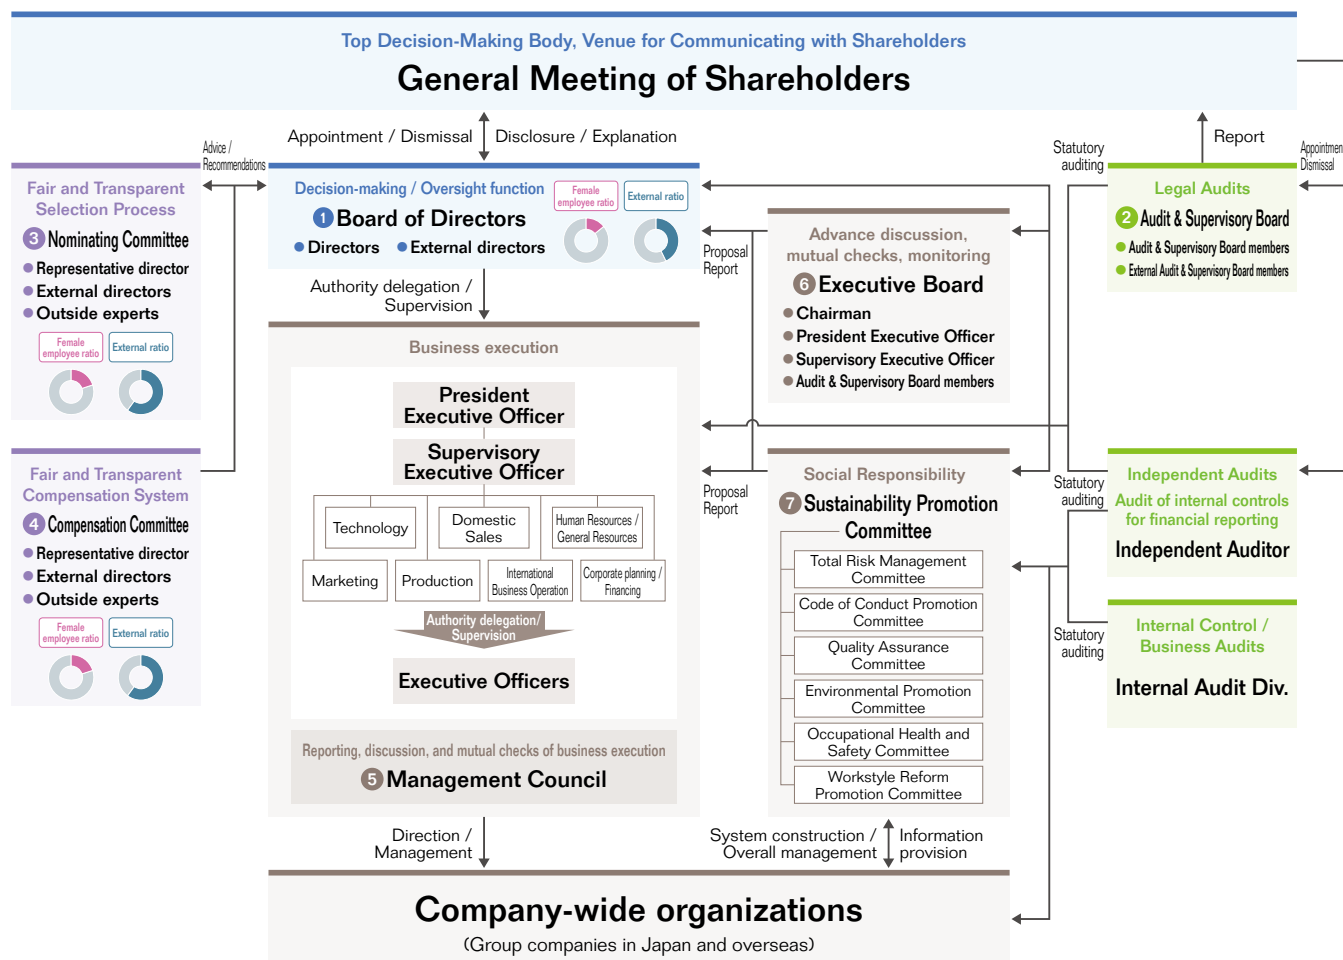 Top Decision-Making Body, Venue for Communicating with Shareholders
General Meeting of Shareholders
Appointment / Dismissal
Disclosure / Explanation
Report
Statutory
auditing
Appointment
Dismissal
Advice /
Recommendations
Fair and Transparent
Selection Process
3 Nominating Committee
Representative director
External directors
Outside experts
Female
employee ratio
External ratio
Decision-making / Oversight function
1 Board of Directors
Directors
External directors
Female
employee ratio
External ratio
Proposal
Report
Advance discussion,
mutual checks, monitoring
6 Executive Board
Chairman
President Executive Officer
Supervisory Executive Officer
Audit & Supervisory Board members
Legal Audits
2 Audit & Supervisory Board
Audit & Supervisory Board members
External Audit & Supervisory Board members
Authority delegation /
Supervision
Business execution
President
Executive Officer
Supervisory
Executive Officer
Technology
Domestic
Sales
Human Resources /
General Resources
Marketing
Production
International
Business Operation
Corporate planning /
Financing
Authority delegation/
Supervision
Executive Officers
Reporting, discussion, and mutual checks of business execution
5 Management Council
Fair and Transparent
Compensation System
4 Compensation Committee
Representative director
External directors
Outside experts
Female
employee ratio
External ratio
Proposal
Report
Social Responsibility
7 Sustainability Promotion
Committee
Total Risk Management
Committee
Code of Conduct Promotion
Committee
Quality Assurance
Committee
Environmental Promotion
Committee
Occupational Health and
Safety Committee
Workstyle Reform
Promotion Committee
Statutory
auditing
Independent Audits
Audit of internal controls
for financial reporting
Independent Auditor
Statutory
auditing
Internal Control /
Business Audits
Internal Audit Div.
Direction /
Management
System construction /
Overall management
Information
provision
Company-wide organizations
(Group companies in Japan and overseas)